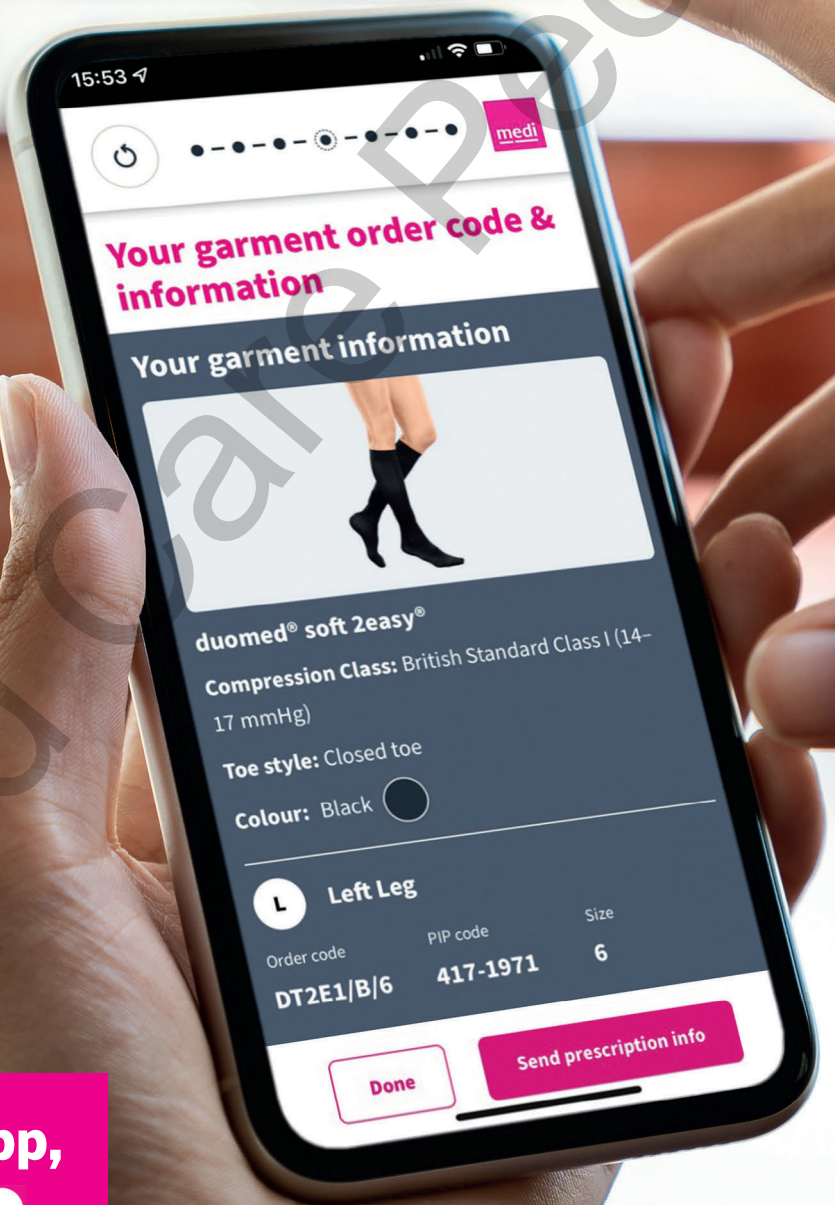 15:53
medi
Your garment order code &
information
Your garment information
duomed® soft 2easy®
Compression Class: British Standard Class I (14–
17 mmHg)
Toe style: Closed toe
Colour: Black
L Left Leg
Order code PIP code Size
DT2E1/B/6 417-1971 6
Done Send prescription info
Care